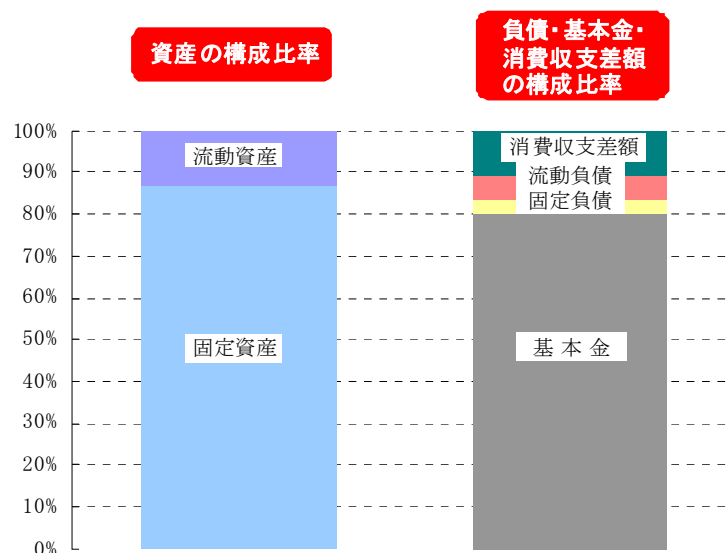 資産の構成比率
負債・基本金・
消費収支差額
の構成比率
100%
90%
80%
70%
60%
50%
40%
30%
20%
10%
0%
流動資産
固定資産
消費収支差額
流動負債
固定負債
基本金